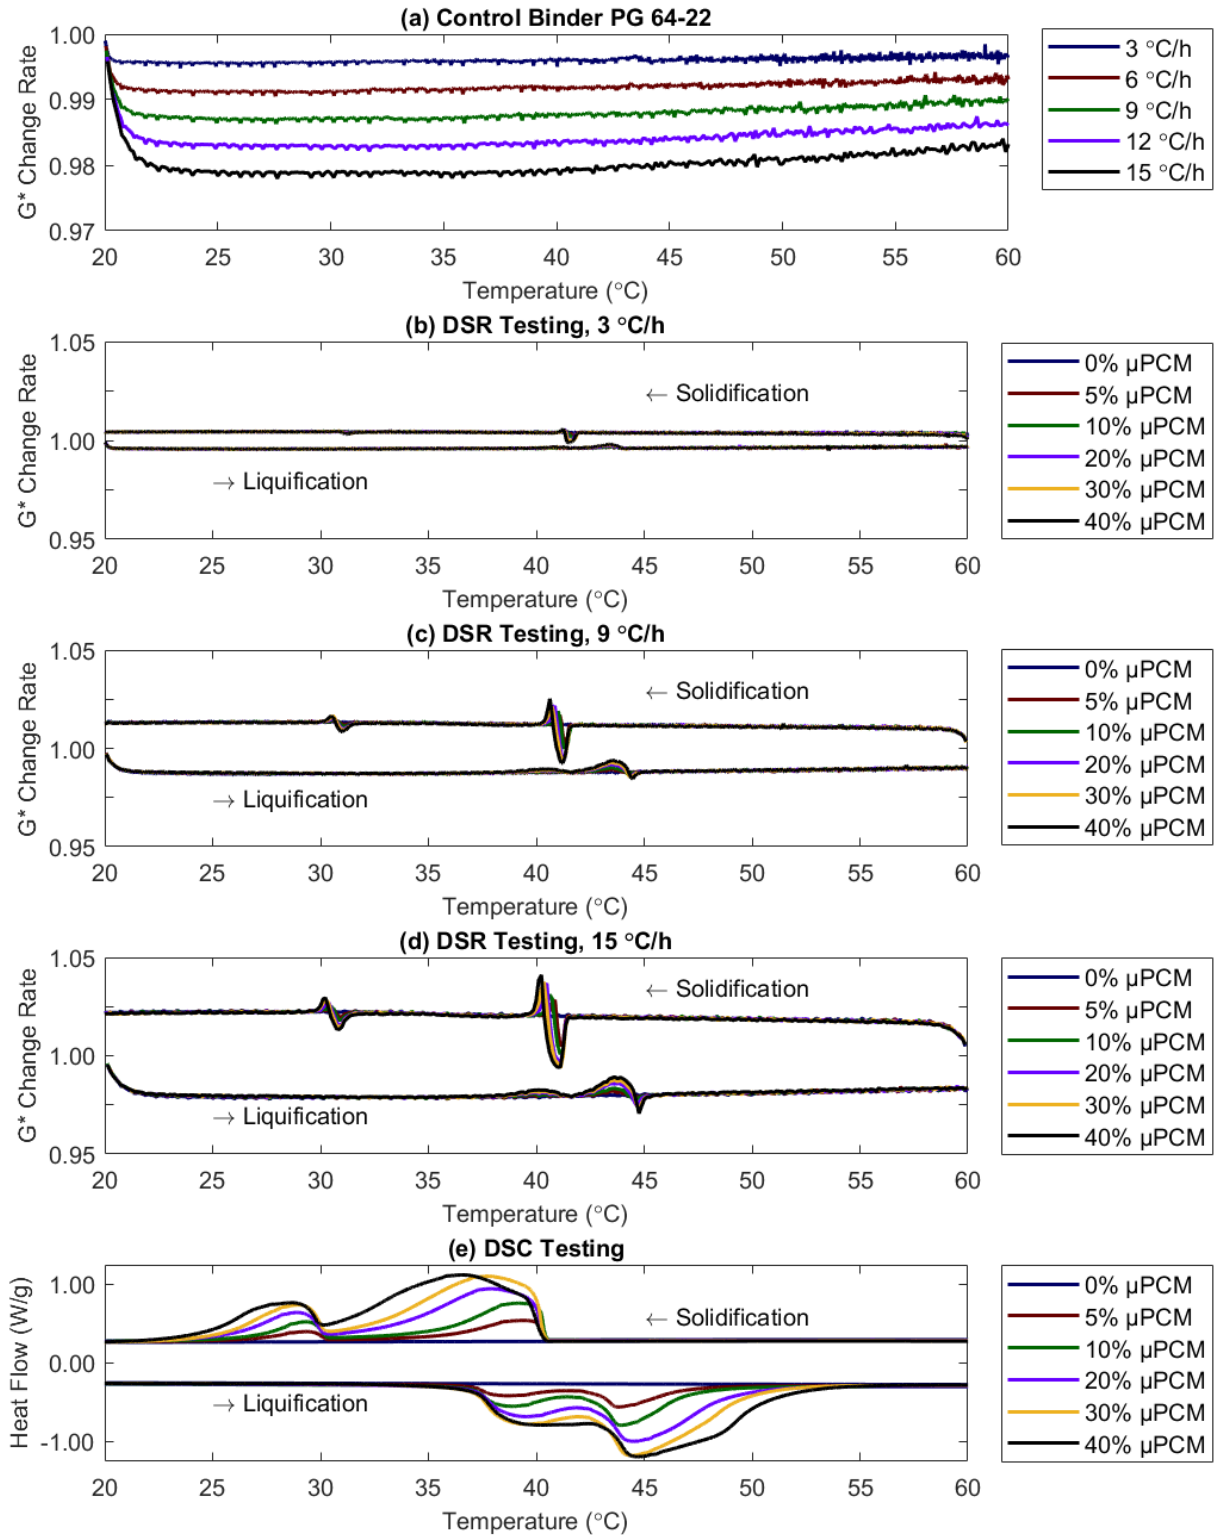 (a) Control Binder PG 64-22
G* Change Rate
1.00
0.99
0.98
0.97
20 25 30 35 40 45 50 55 60
Temperature (°C)
3 °C/h
6 °C/h
9 °C/h
12 °C/h
15 °C/h
(b) DSR Testing, 3 °C/h
G* Change Rate
1.05
1.00
0.95
← Solidification
→ Liquification
20 25 30 35 40 45 50 55 60
Temperature (°C)
0% µPCM
5% µPCM
10% µPCM
20% µPCM
30% µPCM
40% µPCM
(c) DSR Testing, 9 °C/h
G* Change Rate
1.05
1.00
0.95
← Solidification
→ Liquification
20 25 30 35 40 45 50 55 60
Temperature (°C)
0% µPCM
5% µPCM
10% µPCM
20% µPCM
30% µPCM
40% µPCM
(d) DSR Testing, 15 °C/h
G* Change Rate
1.05
1.00
0.95
← Solidification
→ Liquification
20 25 30 35 40 45 50 55 60
Temperature (°C)
0% µPCM
5% µPCM
10% µPCM
20% µPCM
30% µPCM
40% µPCM
(e) DSC Testing
Heat Flow (W/g)
1.00
0.00
-1.00
← Solidification
→ Liquification
20 25 30 35 40 45 50 55 60
Temperature (°C)
0% µPCM
5% µPCM
10% µPCM
20% µPCM
30% µPCM
40% µPCM